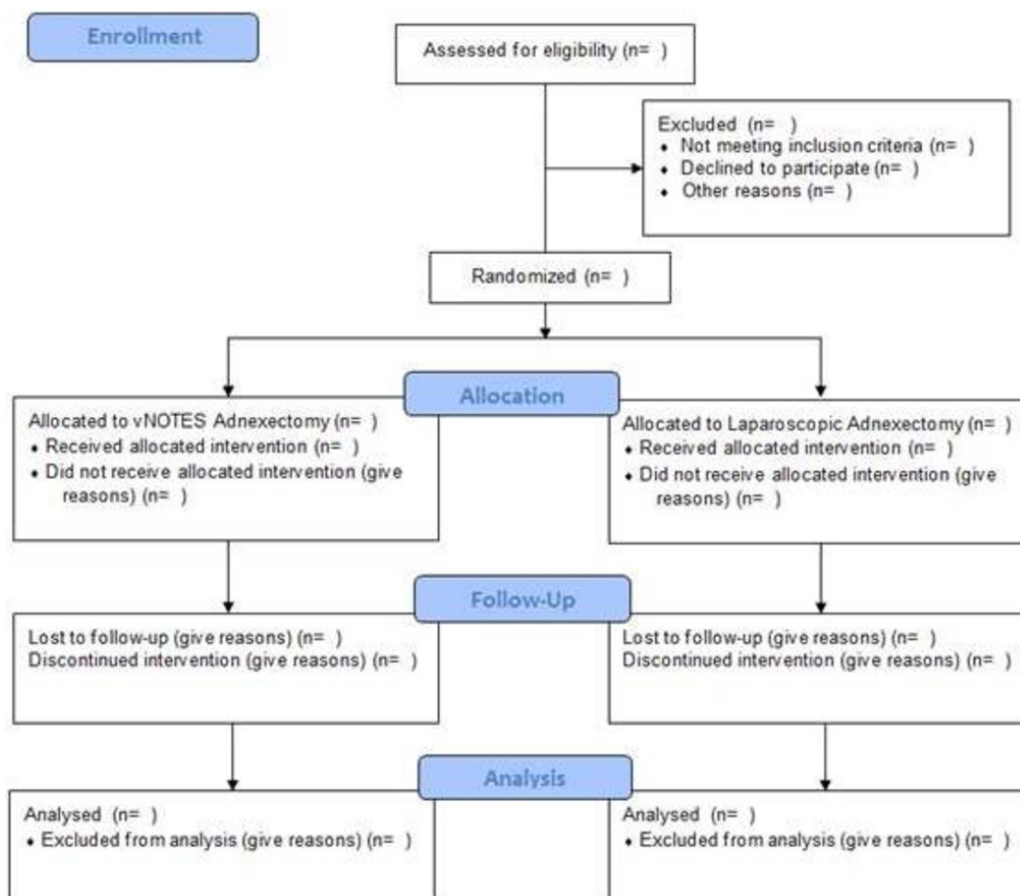 Enrollment
Assessed for eligibility (n=  )
Excluded (n=  )
♦ Not meeting inclusion criteria (n=  )
♦ Declined to participate (n=  )
♦ Other reasons (n=  )
Randomized (n=  )
Allocation
Allocated to vNOTES Adnexectomy (n=  )
♦ Received allocated intervention (n=  )
♦ Did not receive allocated intervention (give
reasons) (n=  )
Allocated to Laparoscopic Adnexectomy (n=  )
♦ Received allocated intervention (n=  )
♦ Did not receive allocated intervention (give
reasons) (n=  )
Follow-Up
Lost to follow-up (give reasons) (n=  )
Discontinued intervention (give reasons) (n=  )
Lost to follow-up (give reasons) (n=  )
Discontinued intervention (give reasons) (n=  )
Analysis
Analysed (n=  )
♦ Excluded from analysis (give reasons) (n=  )
Analysed (n=  )
♦ Excluded from analysis (give reasons) (n=  )